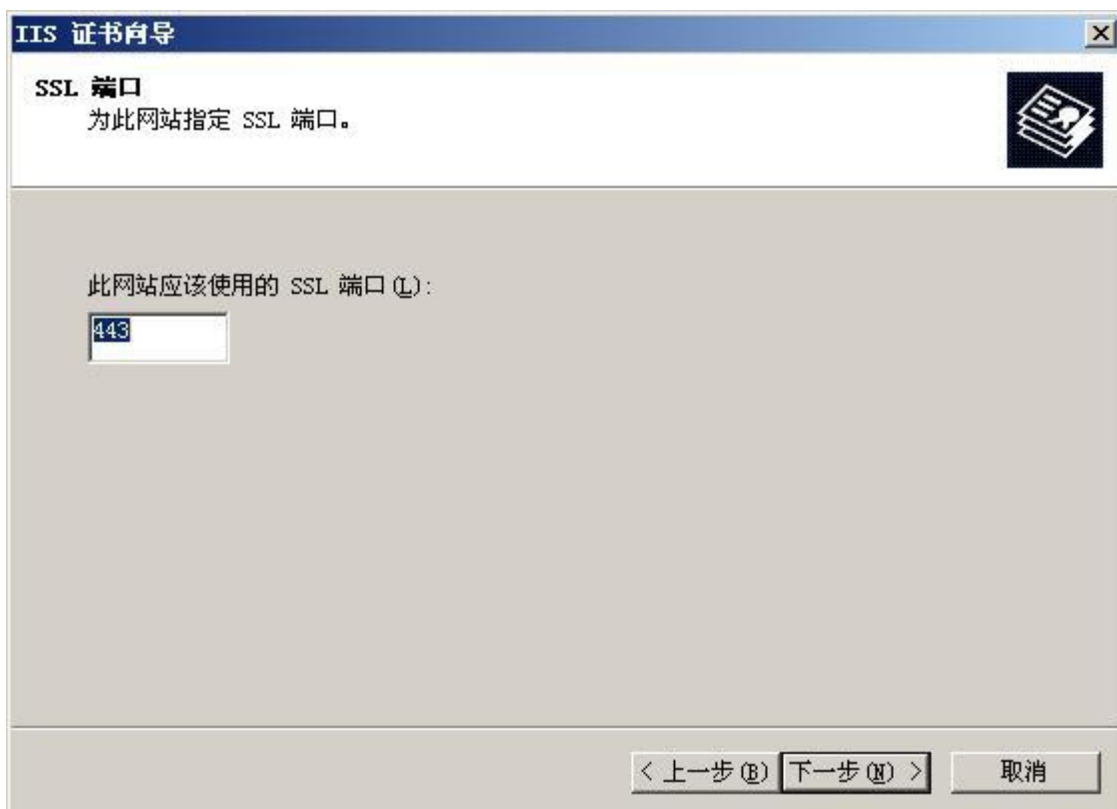 IIS 证书向导
SSL 端口
为此网站指定 SSL 端口。
此网站应该使用的 SSL 端口(L):
443
< 上一步(B) 下一步(N) > 取消